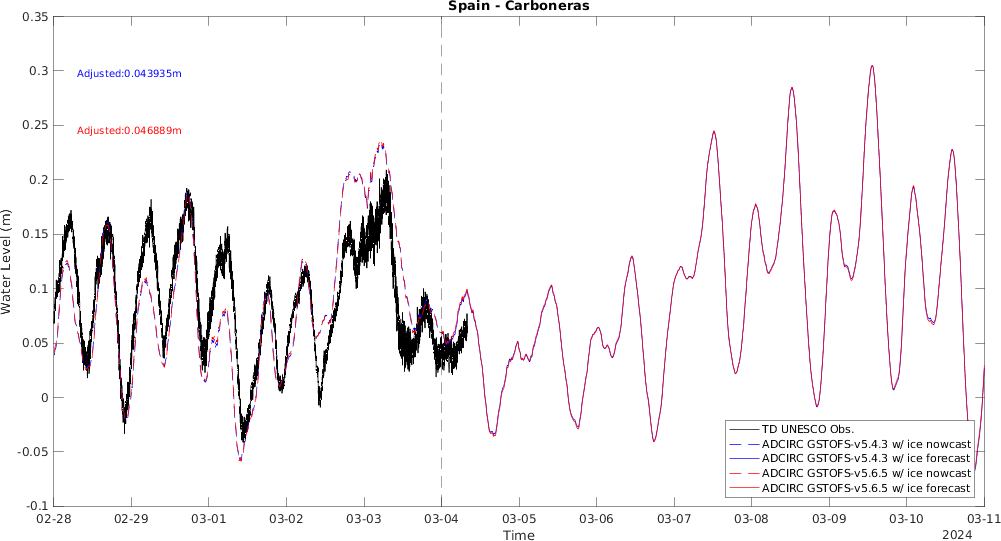 Spain - Carboneras
0.35
0.3
0.25
0.2
0.15
0.1
0.05
0
-0.05
-0.1
Water Level (m)
Adjusted:0.043935m
Adjusted:0.046889m
TD UNESCO Obs.
ADCIRC GSTOFS-v5.4.3 w/ ice nowcast
ADCIRC GSTOFS-v5.4.3 w/ ice forecast
ADCIRC GSTOFS-v5.6.5 w/ ice nowcast
ADCIRC GSTOFS-v5.6.5 w/ ice forecast
02-28 02-29 03-01 03-02 03-03 03-04 03-05 03-06 03-07 03-08 03-09 03-10 03-11
Time
2024